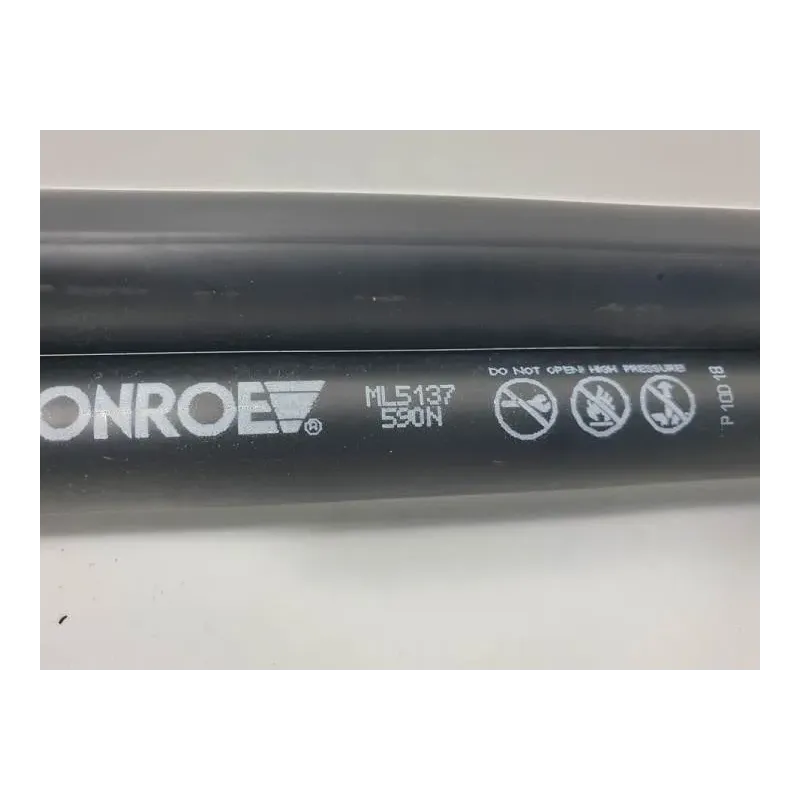 ONROE®
ML5137
590N
DO NOT OPEN! HIGH PRESSURE!
P 10D 18